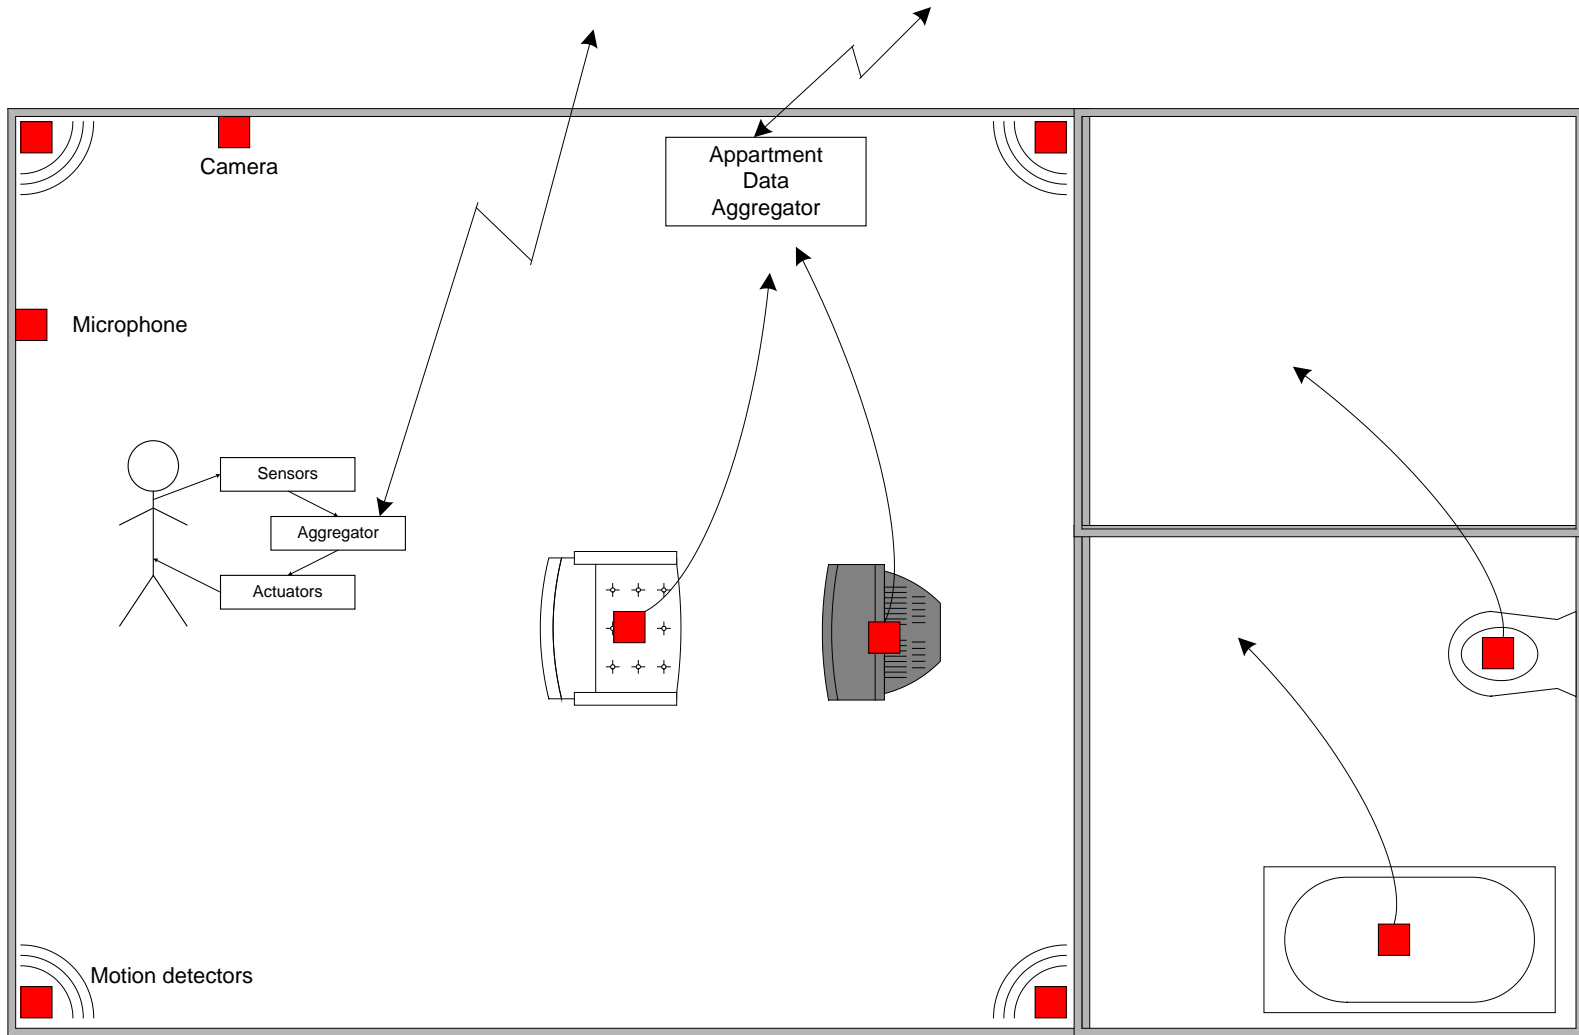 Camera
Appartment
Data
Aggregator
Microphone
Sensors
Aggregator
Actuators
Motion detectors